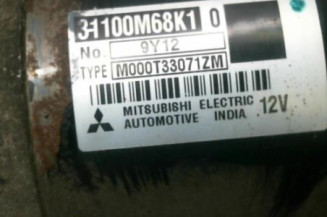 31100M68K1 0
No. 9Y12
TYPE M000T33071ZM
MITSUBISHI ELECTRIC
AUTOMOTIVE INDIA 12V